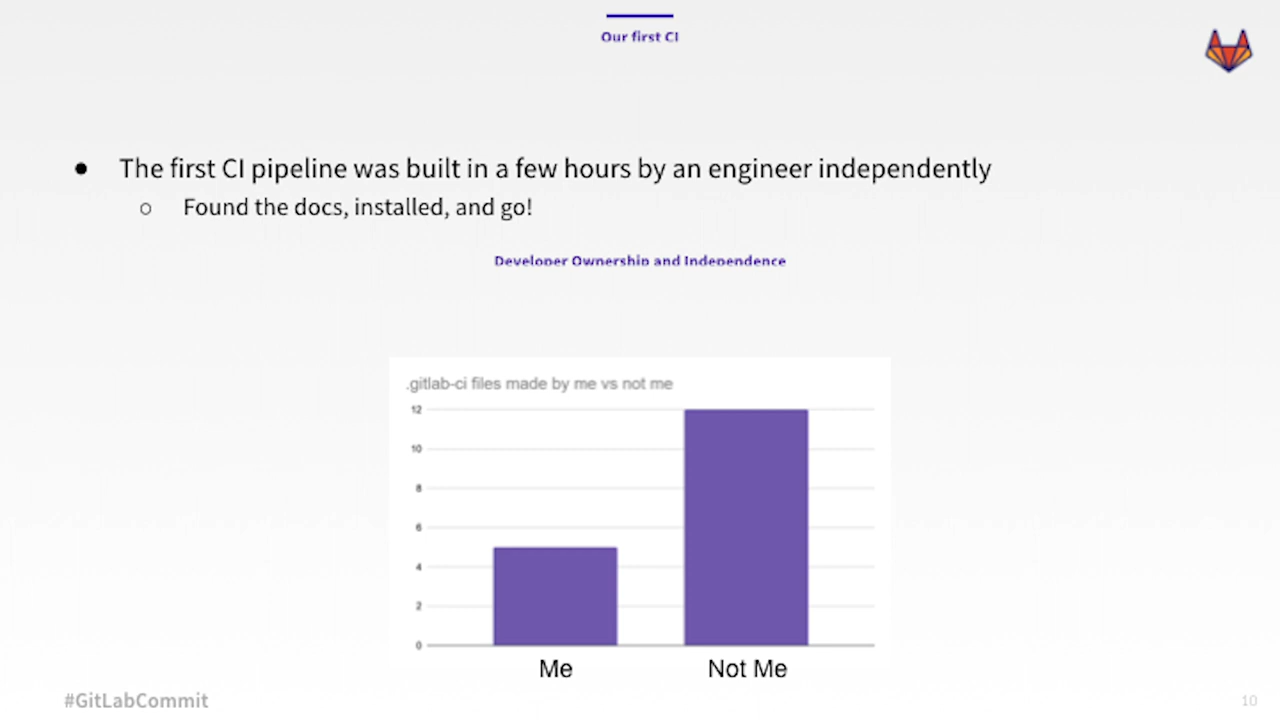 Our first CI
● The first CI pipeline was built in a few hours by an engineer independently
○ Found the docs, installed, and go!
Developer Ownership and Independence
.gitlab-ci files made by me vs not me
12
10
8
6
4
2
0
Me
Not Me
#GitLabCommit
10